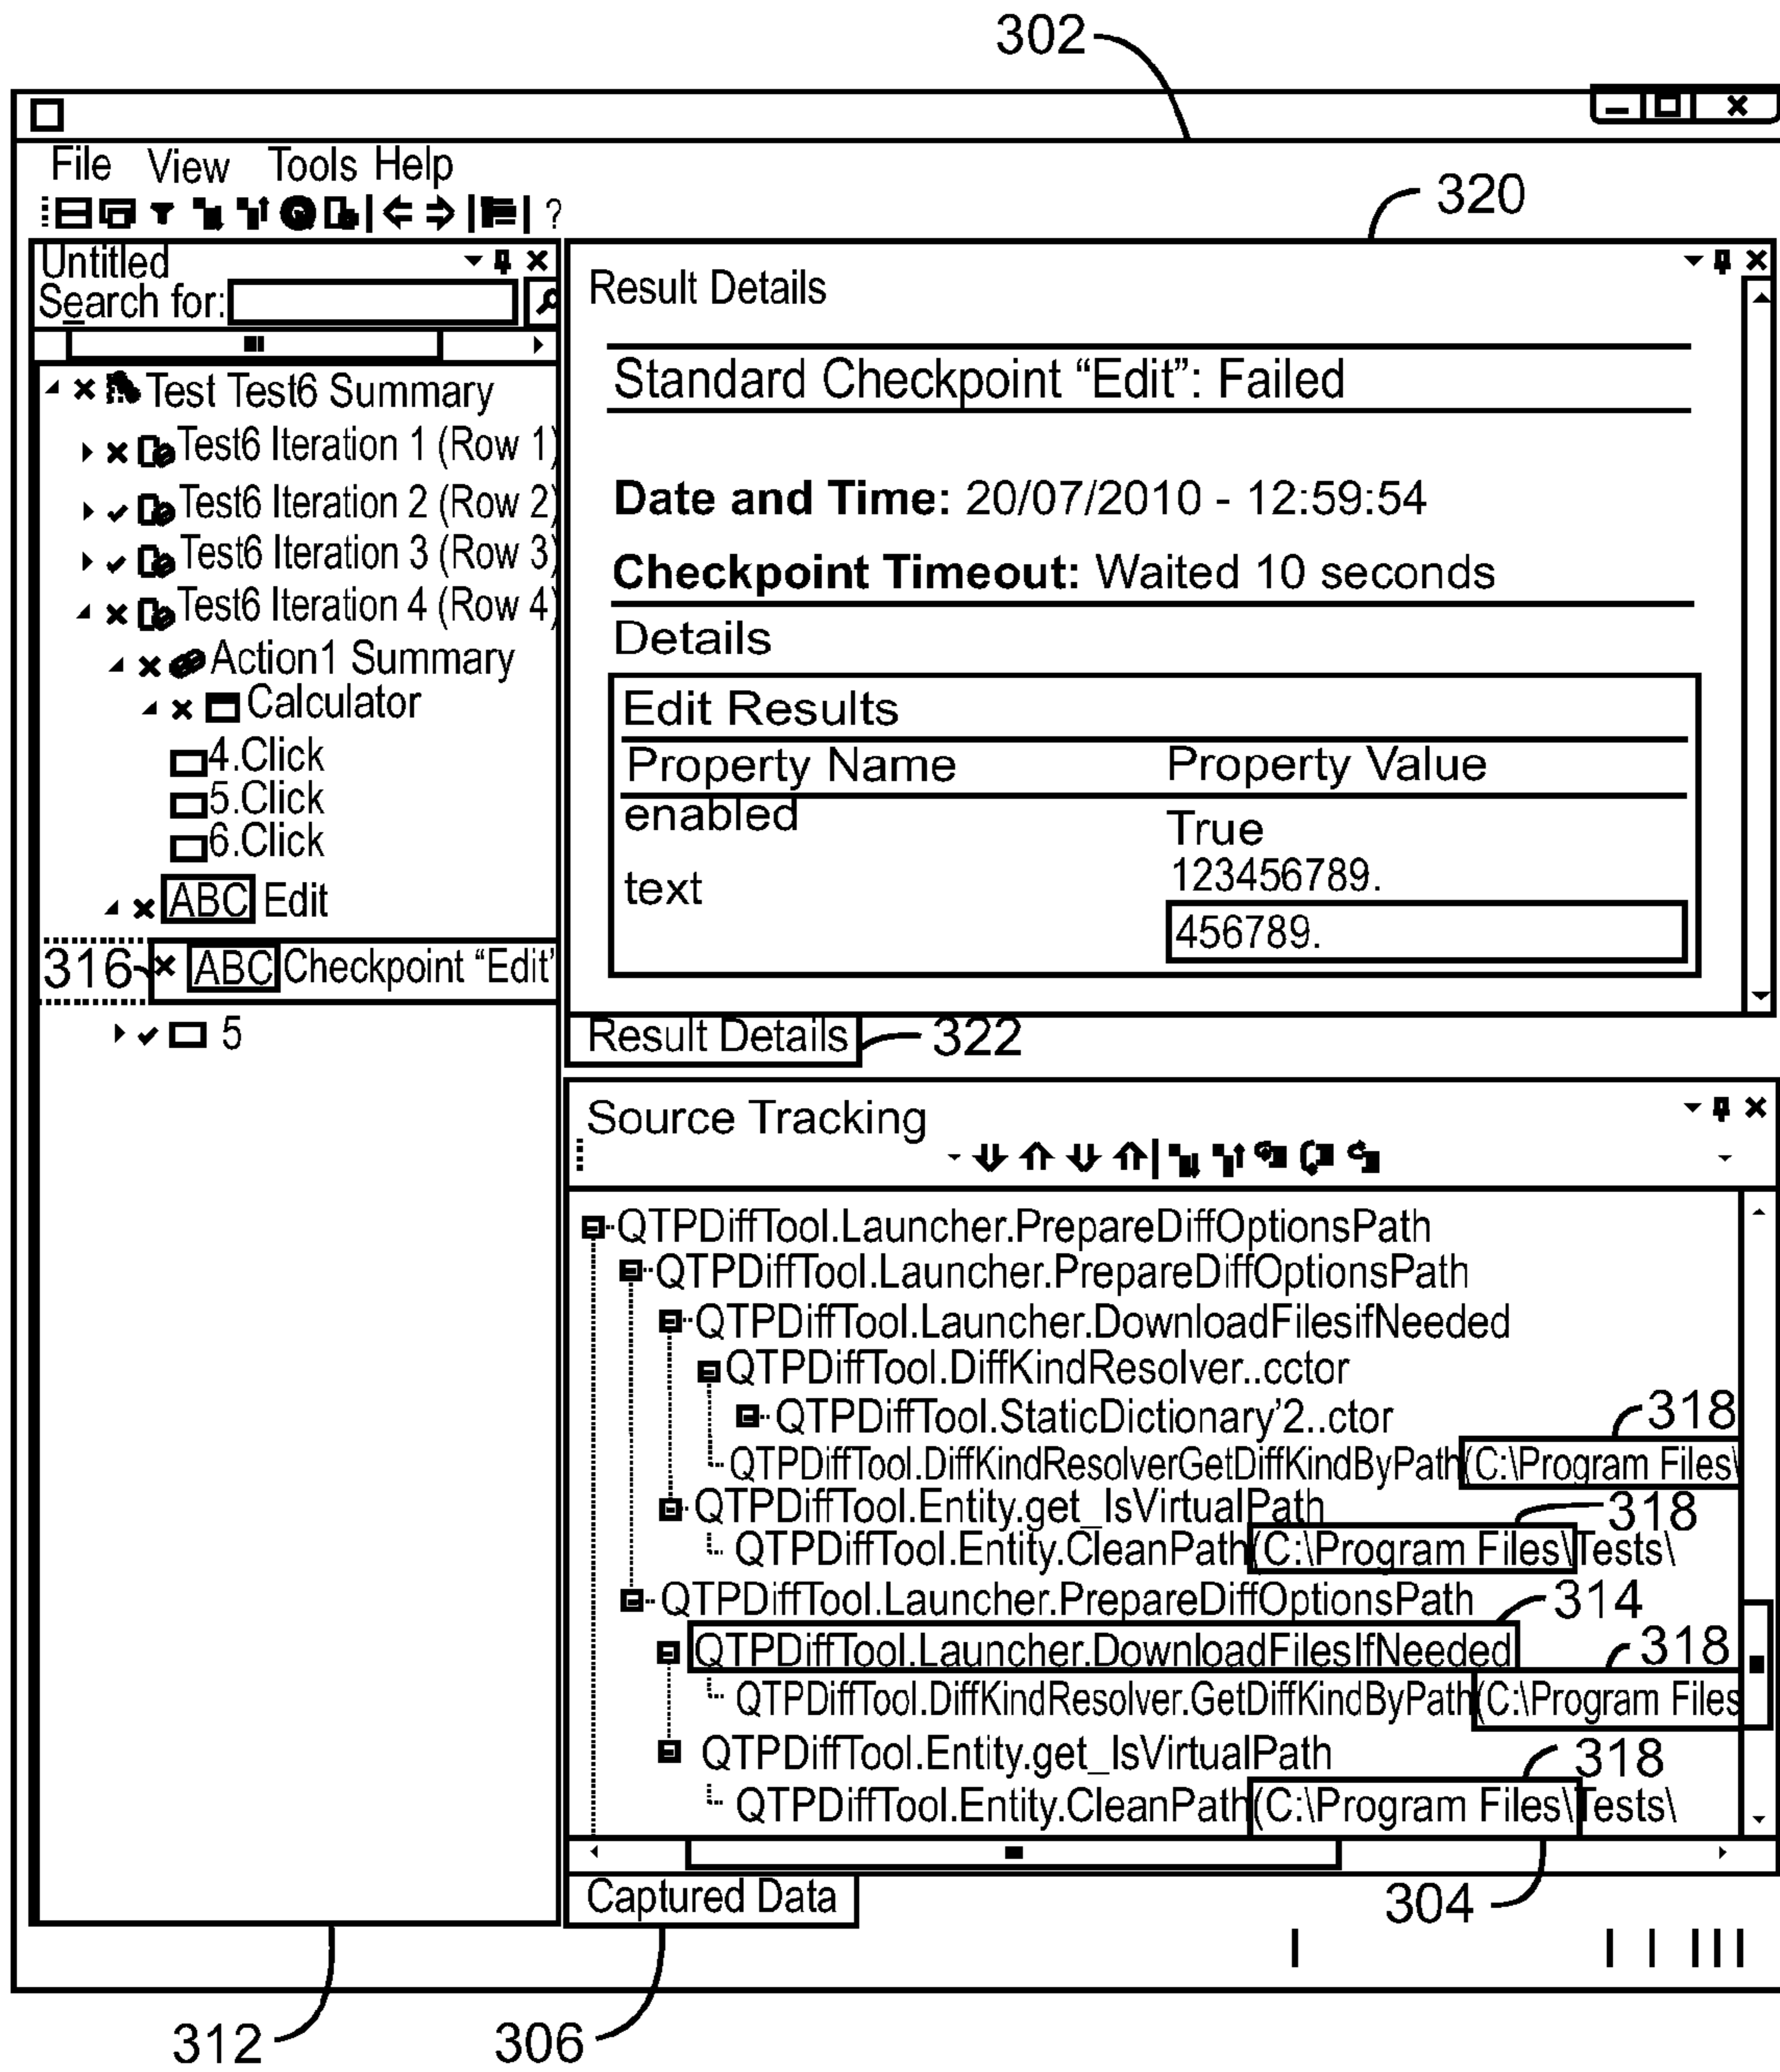 302
File View Tools Help
?
320
Untitled
Search for:
Test Test6 Summary
Test6 Iteration 1 (Row 1)
Test6 Iteration 2 (Row 2)
Test6 Iteration 3 (Row 3)
Test6 Iteration 4 (Row 4)
Action1 Summary
Calculator
4.Click
5.Click
6.Click
ABC Edit
316 ABC Checkpoint “Edit’
5
Result Details
Standard Checkpoint “Edit”: Failed
Date and Time: 20/07/2010 - 12:59:54
Checkpoint Timeout: Waited 10 seconds
Details
Edit Results
Property Name Property Value
enabled True
text 123456789.
456789.
Result Details 322
Source Tracking
QTPDiffTool.Launcher.PrepareDiffOptionsPath
QTPDiffTool.Launcher.PrepareDiffOptionsPath
QTPDiffTool.Launcher.DownloadFilesifNeeded
QTPDiffTool.DiffKindResolver..cctor
QTPDiffTool.StaticDictionary’2..ctor
318
QTPDiffTool.DiffKindResolverGetDiffKindByPath(C:\Program Files\
QTPDiffTool.Entity.get_IsVirtualPath
318
QTPDiffTool.Entity.CleanPath(C:\Program Files\Tests\
QTPDiffTool.Launcher.PrepareDiffOptionsPath
314
QTPDiffTool.Launcher.DownloadFilesIfNeeded
318
QTPDiffTool.DiffKindResolver.GetDiffKindByPath(C:\Program Files
QTPDiffTool.Entity.get_IsVirtualPath
318
QTPDiffTool.Entity.CleanPath(C:\Program Files\Tests\
Captured Data
304
312
306